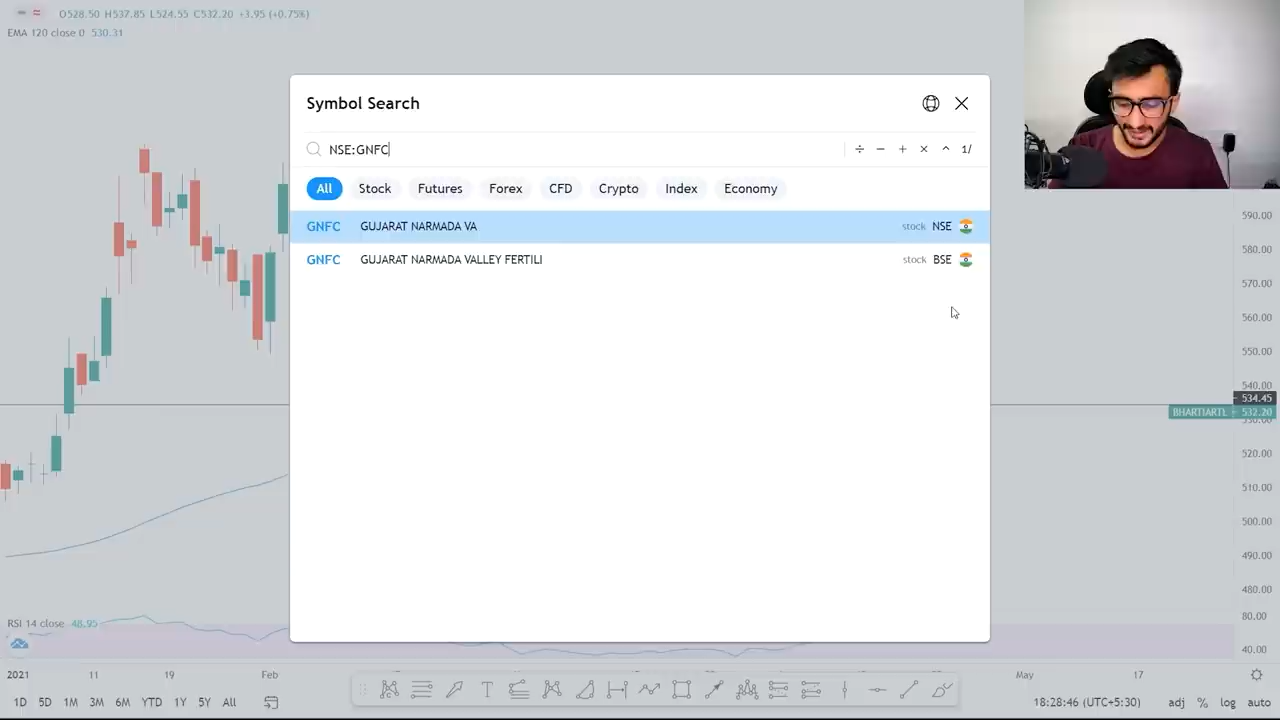 O528.50 H537.85 L524.55 C532.20 +3.95 (+0.75%)
EMA 120 close 0 530.31
Symbol Search
NSE:GNFC
÷ − + × ^ 1/
All Stock Futures Forex CFD Crypto Index Economy
GNFC GUJARAT NARMADA VA stock NSE
GNFC GUJARAT NARMADA VALLEY FERTILI stock BSE
590.00
580.00
570.00
560.00
550.00
540.00
534.45
BHARTIARTL 532.20
530.00
520.00
510.00
500.00
490.00
480.00
RSI 14 close 48.95
80.00
40.00
2021 11 19 Feb May 17
1D 5D 1M 3M 6M YTD 1Y 5Y All 18:28:46 (UTC+5:30) adj % log auto